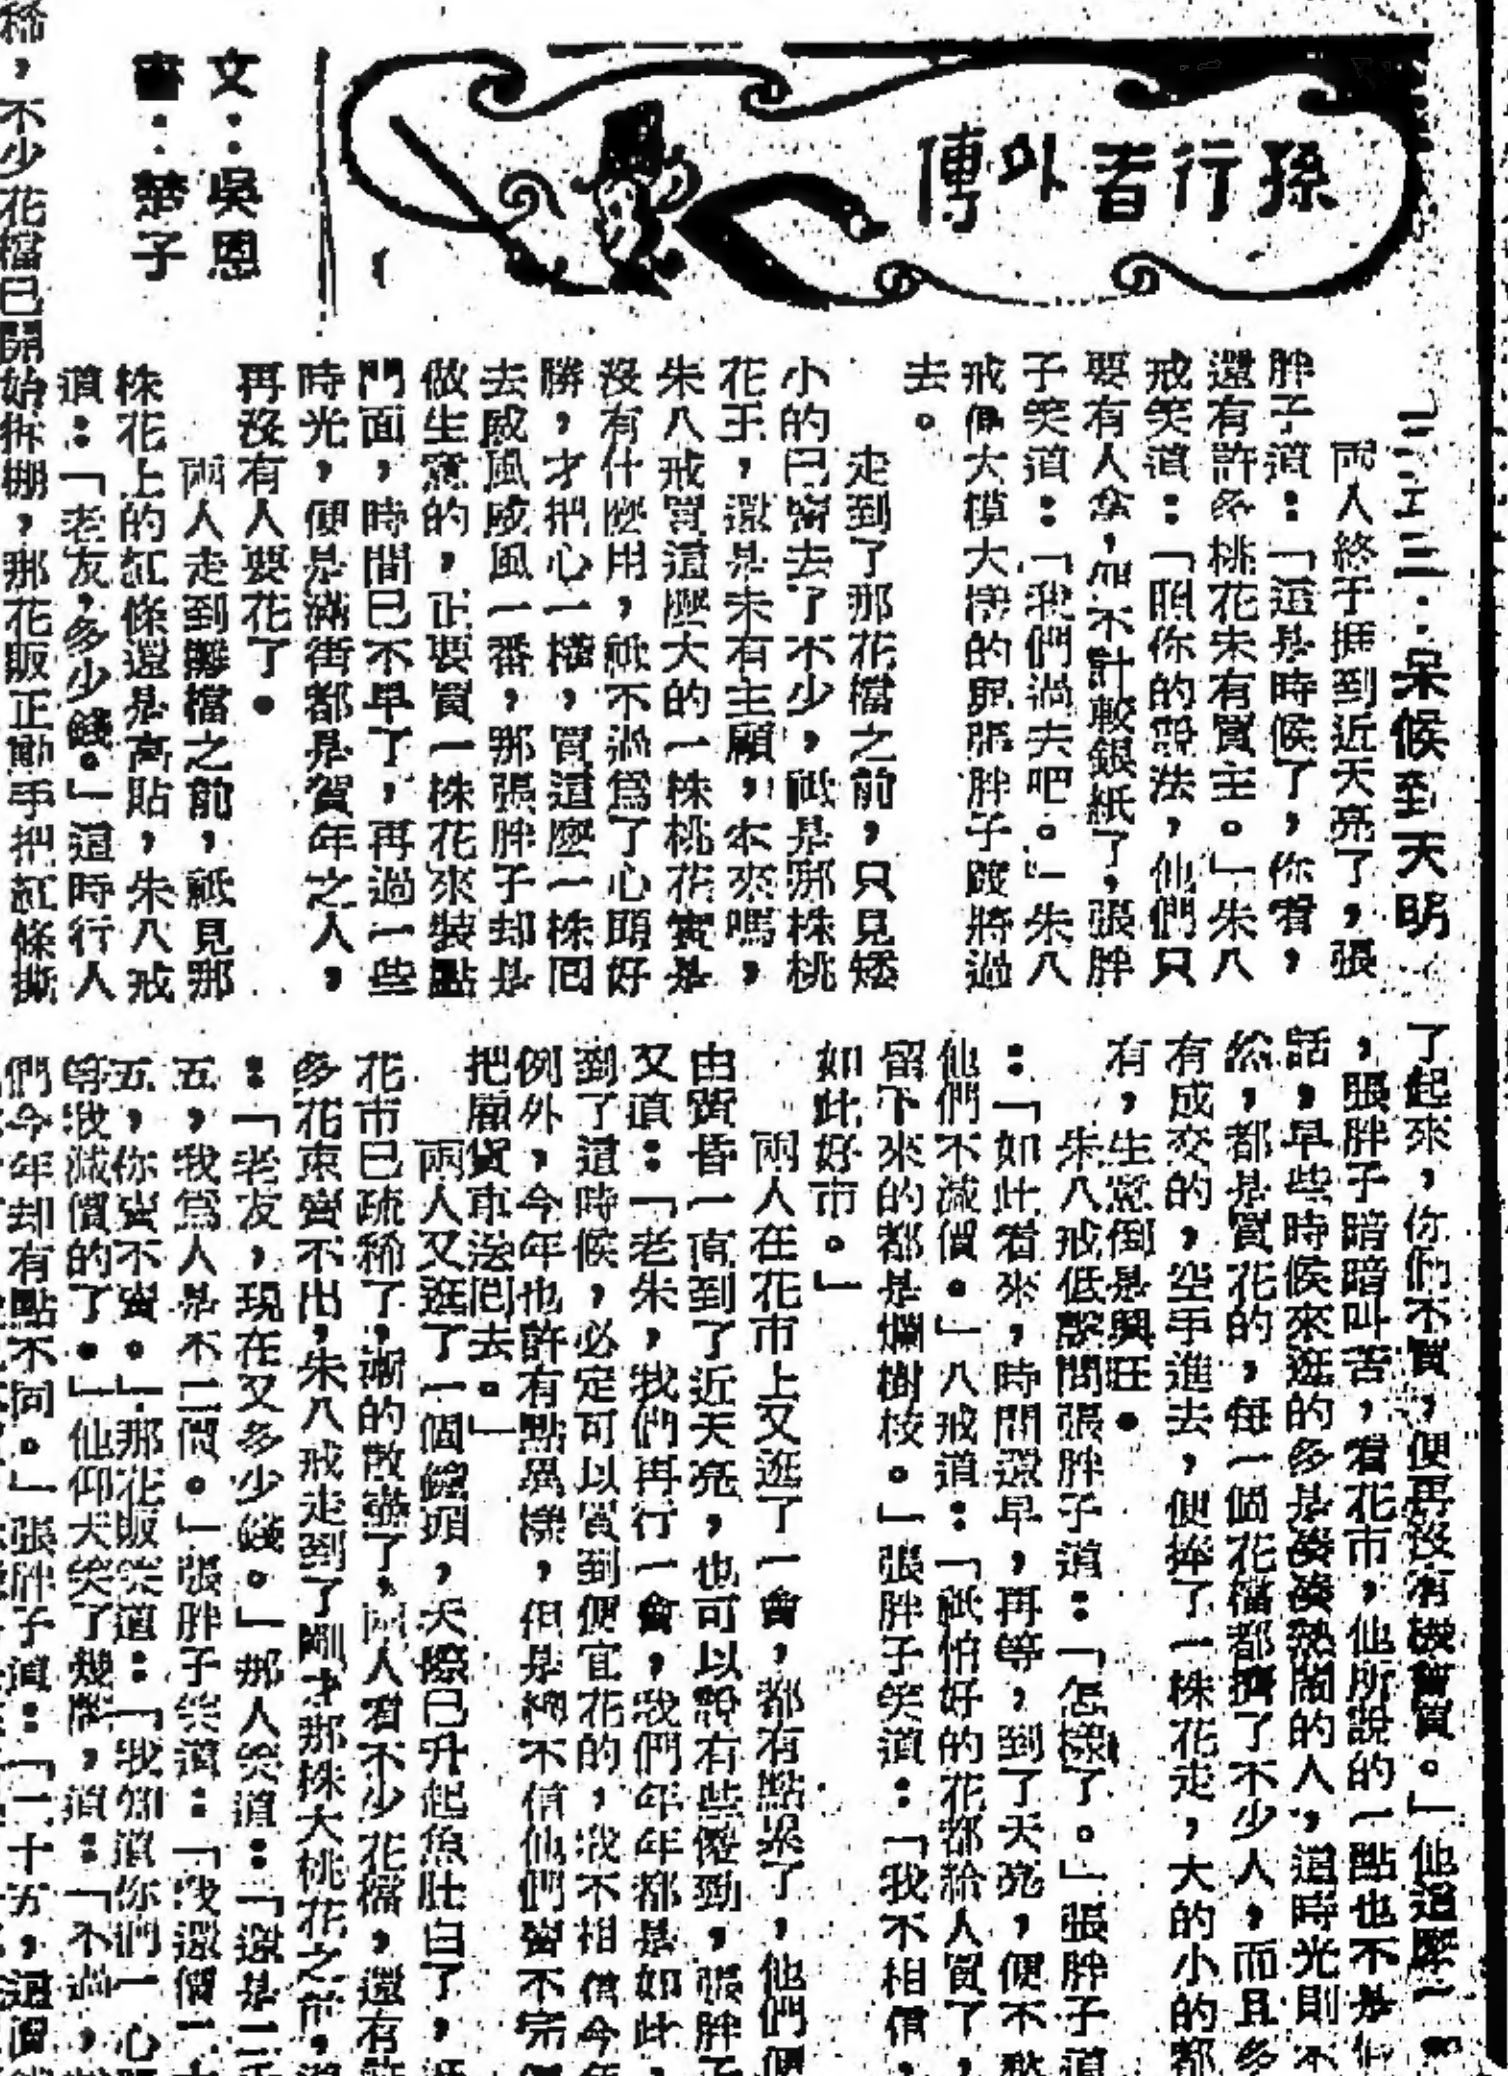 孫行者外傳
文：吳恩
畫：楚子
三三三：呆候到天明
兩人終于捱到近天亮了，張
胖子道：「這是時候了，你看，
還有許多桃花未有買主。」朱八
戒笑道：「照你的說法，他們只
要有人拿，不計較銀紙了，張胖
子笑道：「我們過去吧。」朱八
戒便大模大樣的跟張胖子踱將過
去。
走到了那花檔之前，只見矮
小的已賣去了不少，祇是那株桃
花王，還是未有主顧，本來嗎，
朱八戒買這麼大的一株桃花實是
沒有什麼用，祇不過為了心頭好
勝，才把心一橫，買這麼一株回
去威風威風一番，那張胖子却是
做生意的，正要買一株花來裝點
門面，時間已不早了，再過一些
時光，便是滿街都是賀年之人，
再沒有人要花了。
兩人走到那檔之前，祇見那
株花上的紅條還是高貼，朱八戒
道：「老友，多少錢。」這時行人
稀，不少花檔已開始拆棚，那花販正動手把紅條撕
了起來，你們不買，便再沒有機會買。」他這麼一
，張胖子暗暗叫苦，看花市，他所說的一點也不是
話，早些時候來逛的多是湊湊熱鬧的人，這時光則不
然，都是買花的，每一個花檔都擠了不少人，而且多
有成交的，空手進去，便捧了一株花走，大的小的都
有，生意倒是興旺。
朱八戒低聲問張胖子道：「怎樣了。」張胖子道
：「如此看來，時間還早，再等，到了天亮，便不愁
他們不減價。」八戒道：「祇怕好的花都給人買了，
留下來的都是爛樹枝。」張胖子笑道：「我不相信，
如此好市。」
兩人在花市上又逛了一會，都有點呆了，他們便
由黃昏一直到了近天亮，也可以說有些傻勁，張胖子
又道：「老朱，我們再行一會，我們年年都是如此，
到了這時候，必定可以買到便宜花的，我不相信今年
例外，今年也許有點異樣，但是總不信他們賣不完
把原貨車送回去。」
兩人又逛了一個圈頭，天際已升起魚肚白了，
花市已疏稀了，漸的散檔了，兩人看不少花檔，還有許
多花束賣不出，朱八戒走到了剛才那株大桃花之前，
：「老友，現在又多少錢。」那人笑道：「還是二
五，我為人是不二價。」張胖子笑道：「我還價一
五，你賣不賣。」那花販笑道：「我知道你們一心
等我減價的了。」他仰天笑了幾聲，道：「不過，
們今年却有點不同。」張胖子道：「一十五，這價